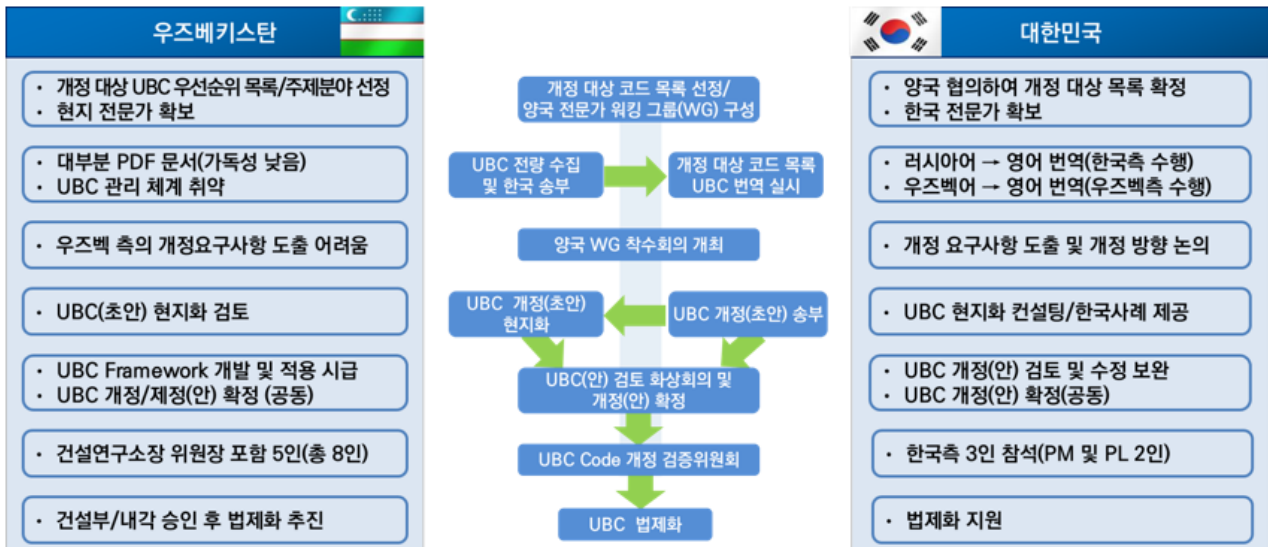 우즈베키스탄
대한민국
• 개정 대상 UBC 우선순위 목록/주제분야 선정
• 현지 전문가 확보
개정 대상 코드 목록 선정/
양국 전문가 워킹 그룹(WG) 구성
• 양국 협의하여 개정 대상 목록 확정
• 한국 전문가 확보
• 대부분 PDF 문서(가독성 낮음)
• UBC 관리 체계 취약
UBC 전량 수집
및 한국 송부
개정 대상 코드 목록
UBC 번역 실시
• 러시아어 → 영어 번역(한국측 수행)
• 우즈벡어 → 영어 번역(우즈벡측 수행)
• 우즈벡 측의 개정요구사항 도출 어려움
양국 WG 착수회의 개최
• 개정 요구사항 도출 및 개정 방향 논의
• UBC(초안) 현지화 검토
UBC 개정(초안)
현지화
UBC 개정(초안) 송부
• UBC 현지화 컨설팅/한국사례 제공
• UBC Framework 개발 및 적용 시급
• UBC 개정/제정(안) 확정 (공동)
UBC(안) 검토 화상회의 및
개정(안) 확정
• UBC 개정(안) 검토 및 수정 보완
• UBC 개정(안) 확정(공동)
• 건설연구소장 위원장 포함 5인(총 8인)
UBC Code 개정 검증위원회
• 한국측 3인 참석(PM 및 PL 2인)
• 건설부/내각 승인 후 법제화 추진
UBC 법제화
• 법제화 지원